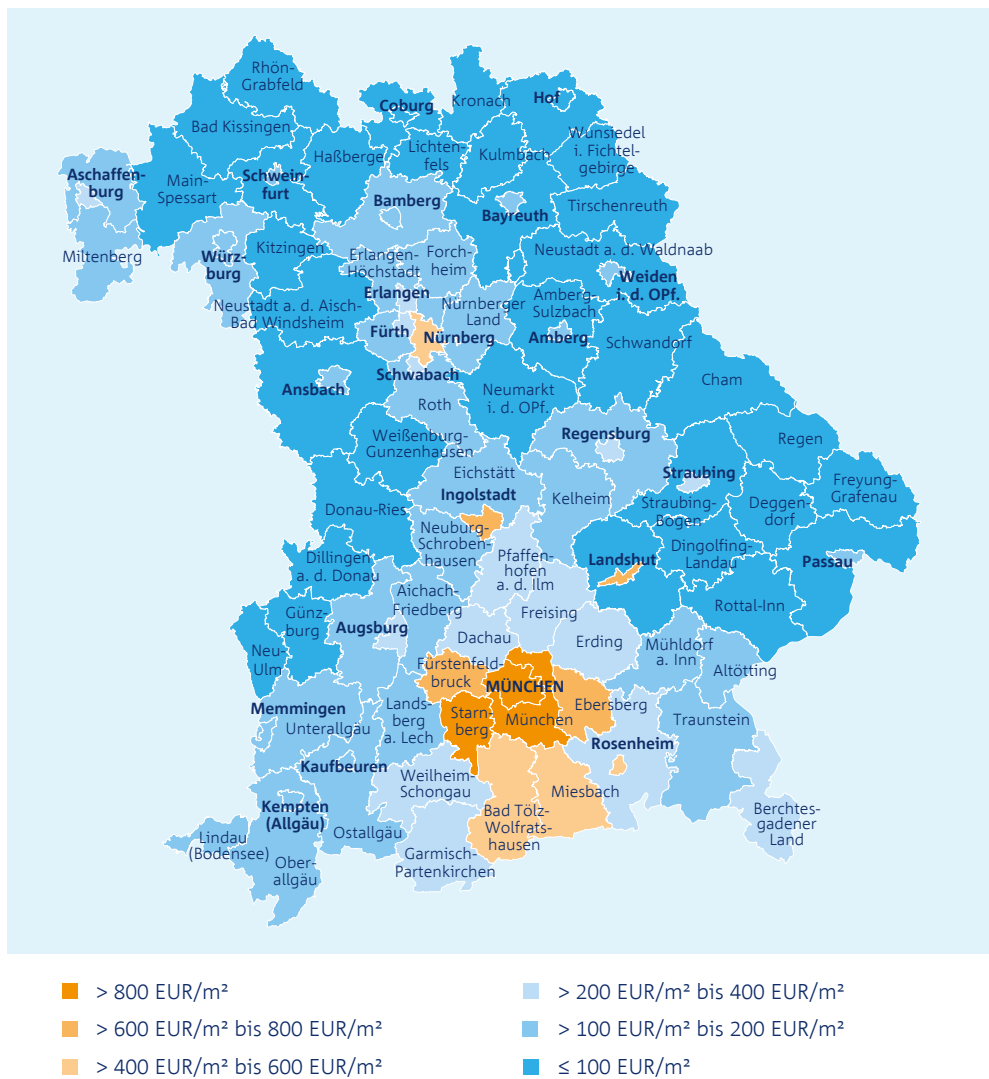 Rhön-
Grabfeld
Coburg
Kronach
Hof
Bad Kissingen
Wunsiedel
i. Fichtel-
gebirge
Haßberge
Lichten-
fels
Kulmbach
Aschaffen-
burg
Main-
Spessart
Schwein-
furt
Bamberg
Bayreuth
Tirschenreuth
Miltenberg
Würz-
burg
Kitzingen
Erlangen-
Höchstadt
Forch-
heim
Neustadt a. d. Waldnaab
Weiden
i. d. OPf.
Erlangen
Neustadt a. d. Aisch-
Bad Windsheim
Nürnberger
Land
Amberg-
Sulzbach
Fürth
Nürnberg
Amberg
Schwandorf
Schwabach
Ansbach
Roth
Neumarkt
i. d. OPf.
Cham
Weißenburg-
Gunzenhausen
Regensburg
Regen
Eichstätt
Straubing
Ingolstadt
Kelheim
Freyung-
Grafenau
Donau-Ries
Straubing-
Bogen
Deggen-
dorf
Neuburg-
Schroben-
hausen
Dillingen
a. d. Donau
Pfaffen-
hofen
a. d. Ilm
Landshut
Dingolfing-
Landau
Passau
Aichach-
Friedberg
Günz-
burg
Augsburg
Freising
Rottal-Inn
Dachau
Erding
Mühldorf
a. Inn
Altötting
Neu-
Ulm
Fürstenfeld-
bruck
MÜNCHEN
Memmingen
Unterallgäu
Lands-
berg
a. Lech
Starn-
berg
München
Ebersberg
Traunstein
Rosenheim
Kaufbeuren
Weilheim-
Schongau
Miesbach
Kempten
(Allgäu)
Bad Tölz-
Wolfrats-
hausen
Berchtes-
gadener
Land
Lindau
(Bodensee)
Ostallgäu
Ober-
allgäu
Garmisch-
Partenkirchen
> 800 EUR/m²
> 600 EUR/m² bis 800 EUR/m²
> 400 EUR/m² bis 600 EUR/m²
> 200 EUR/m² bis 400 EUR/m²
> 100 EUR/m² bis 200 EUR/m²
≤ 100 EUR/m²